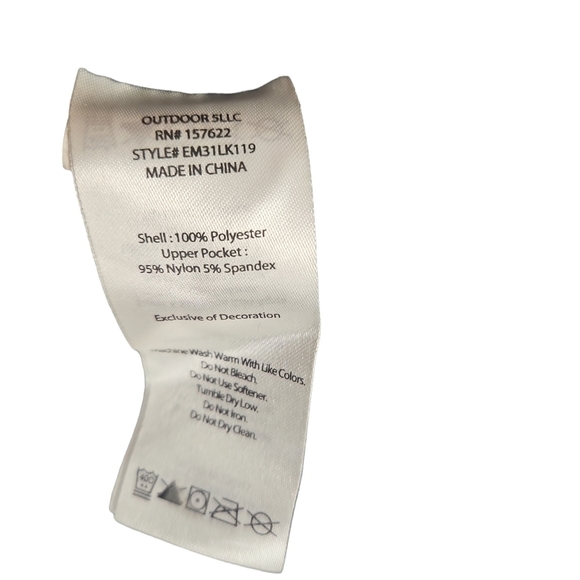 OUTDOOR 5LLC
RN# 157622
STYLE# EM31LK119
MADE IN CHINA
Shell : 100% Polyester
Upper Pocket :
95% Nylon 5% Spandex
Exclusive of Decoration
Wash Warm With Like Colors.
Do Not Bleach.
Do Not Use Softener.
Tumble Dry Low.
Do Not Iron.
Do Not Dry Clean.